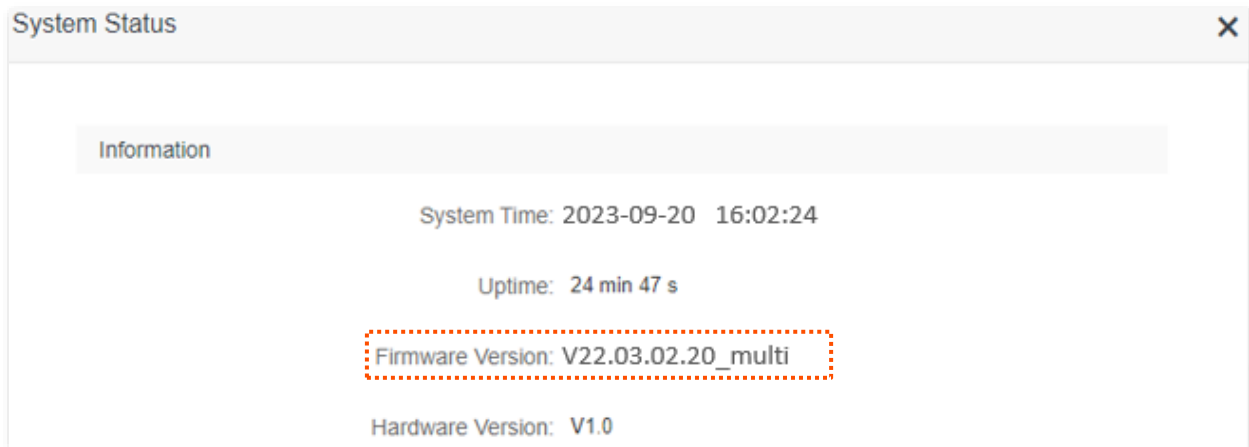 System Status
Information
System Time: 2023-09-20 16:02:24
Uptime: 24 min 47 s
Firmware Version: V22.03.02.20_multi
Hardware Version: V1.0